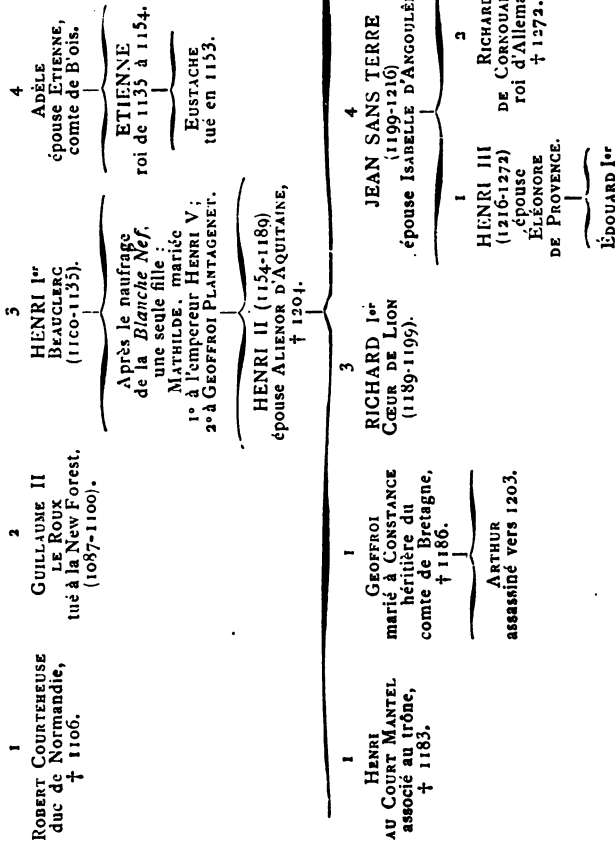 1
ROBERT COURTEHEUSE
duc de Normandie,
† 1106.
2
GUILLAUME II
LE ROUX
tué à la New Forest,
(1087-1100).
3
HENRI Iᵉʳ
BEAUCLERC
(1100-1135).
Après le naufrage
de la Blanche Nef,
une seule fille :
MATHILDE, mariée
1° à l'empereur HENRI V ;
2° à GEOFFROI PLANTAGENET.
HENRI II (1154-1189)
épouse ALIENOR D'AQUITAINE,
† 1204.
4
ADÈLE
épouse ETIENNE,
comte de B'ois.
ETIENNE
roi de 1135 à 1154.
EUSTACHE
tué en 1153.
1
HENRI
AU COURT MANTEL
associé au trône,
† 1183.
1
GEOFFROI
marié à CONSTANCE
héritière du
comte de Bretagne,
† 1186.
ARTHUR
assassiné vers 1203.
3
RICHARD Iᵉʳ
CŒUR DE LION
(1189-1199).
4
JEAN SANS TERRE
(1199-1216)
épouse ISABELLE D'ANGOULÊ
1
HENRI III
(1216-1272)
épouse
ÉLÉONORE
DE PROVENCE.
ÉDOUARD Iᵉʳ
2
RICHARD
DE CORNOUA
roi d'Allema
† 1272.